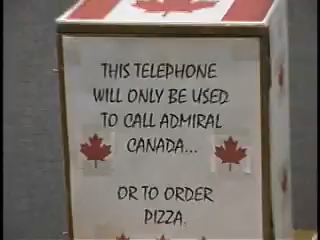 THIS TELEPHONE
WILL ONLY BE USED
TO CALL ADMIRAL
CANADA...
OR TO ORDER
PIZZA.